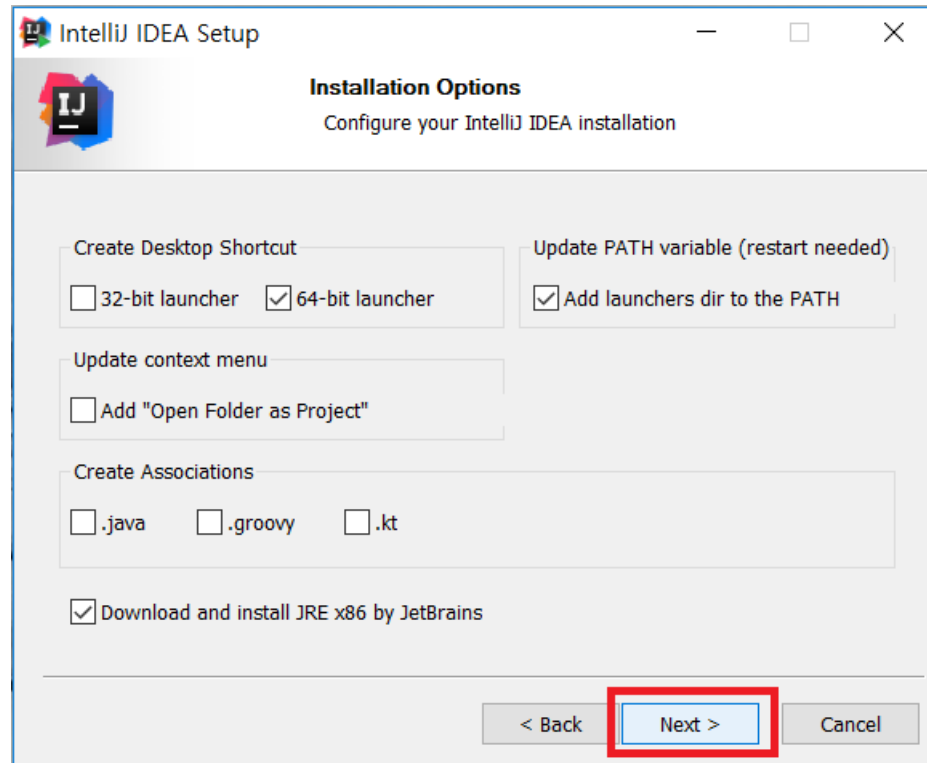 IJ IntelliJ IDEA Setup
IJ
Installation Options
Configure your IntelliJ IDEA installation
Create Desktop Shortcut
Update PATH variable (restart needed)
32-bit launcher 64-bit launcher
Add launchers dir to the PATH
Update context menu
Add "Open Folder as Project"
Create Associations
.java .groovy .kt
Download and install JRE x86 by JetBrains
< Back Next > Cancel